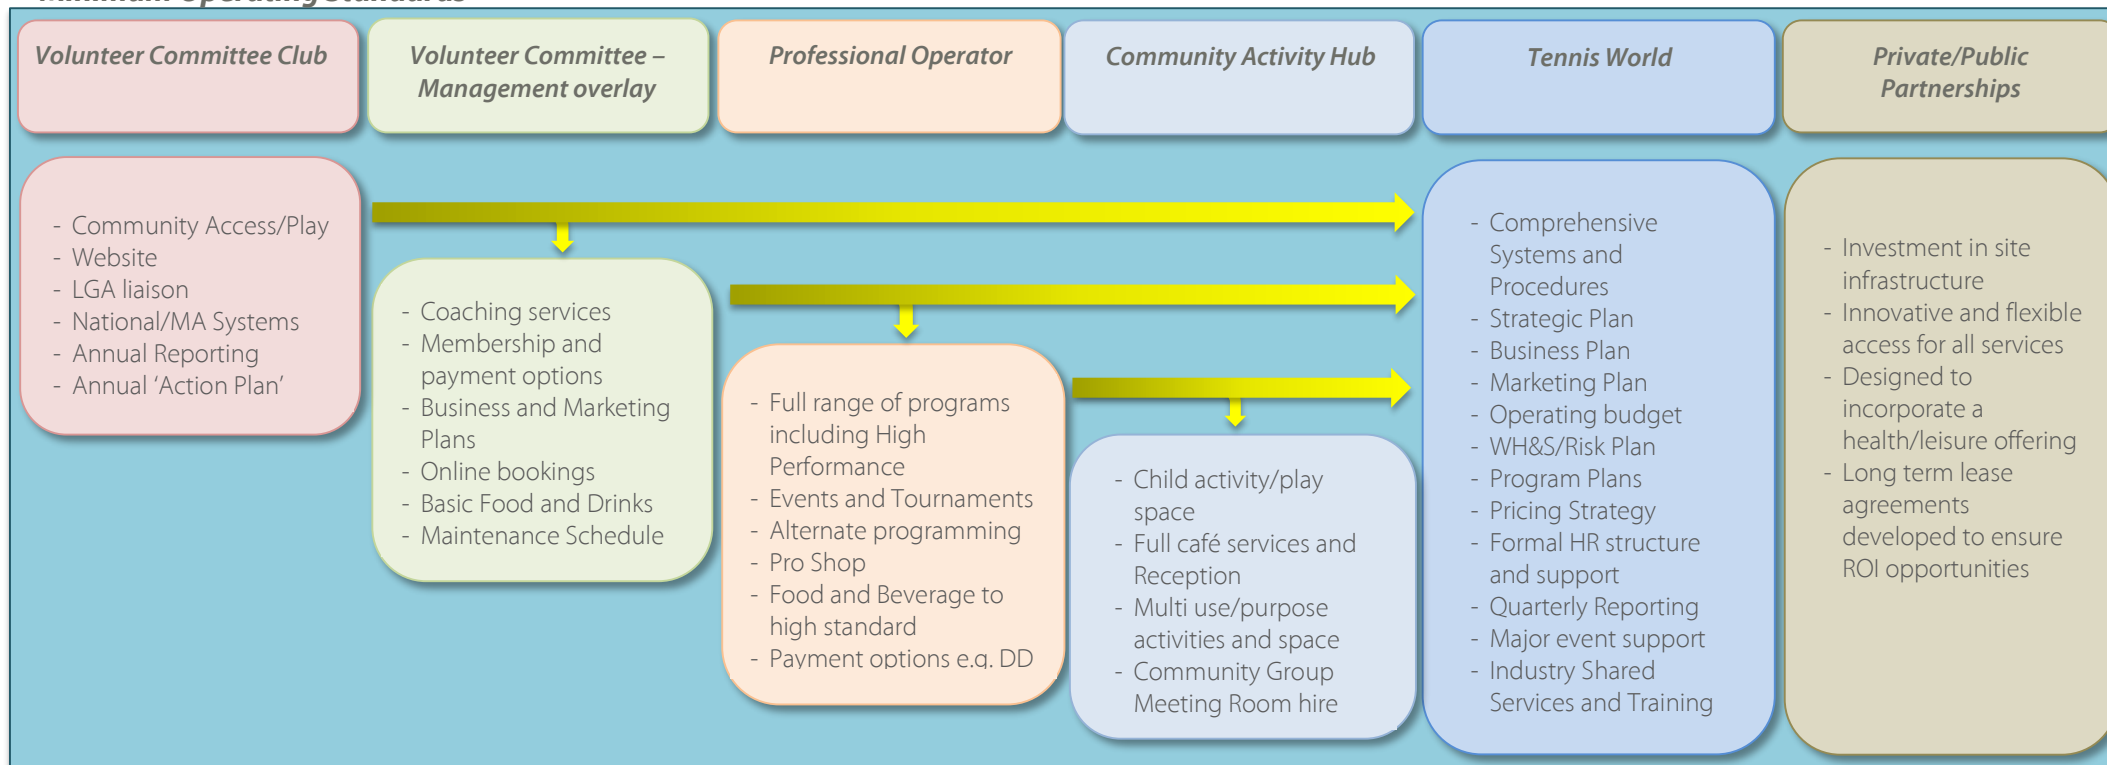 Minimum Operating Standards
Volunteer Committee Club
Volunteer Committee –
Management overlay
Professional Operator
Community Activity Hub
Tennis World
Private/Public
Partnerships
- Community Access/Play
- Website
- LGA liaison
- National/MA Systems
- Annual Reporting
- Annual ‘Action Plan’
- Coaching services
- Membership and
payment options
- Business and Marketing
Plans
- Online bookings
- Basic Food and Drinks
- Maintenance Schedule
- Full range of programs
including High
Performance
- Events and Tournaments
- Alternate programming
- Pro Shop
- Food and Beverage to
high standard
- Payment options e.g. DD
- Child activity/play
space
- Full café services and
Reception
- Multi use/purpose
activities and space
- Community Group
Meeting Room hire
- Comprehensive
Systems and
Procedures
- Strategic Plan
- Business Plan
- Marketing Plan
- Operating budget
- WH&S/Risk Plan
- Program Plans
- Pricing Strategy
- Formal HR structure
and support
- Quarterly Reporting
- Major event support
- Industry Shared
Services and Training
- Investment in site
infrastructure
- Innovative and flexible
access for all services
- Designed to
incorporate a
health/leisure offering
- Long term lease
agreements
developed to ensure
ROI opportunities